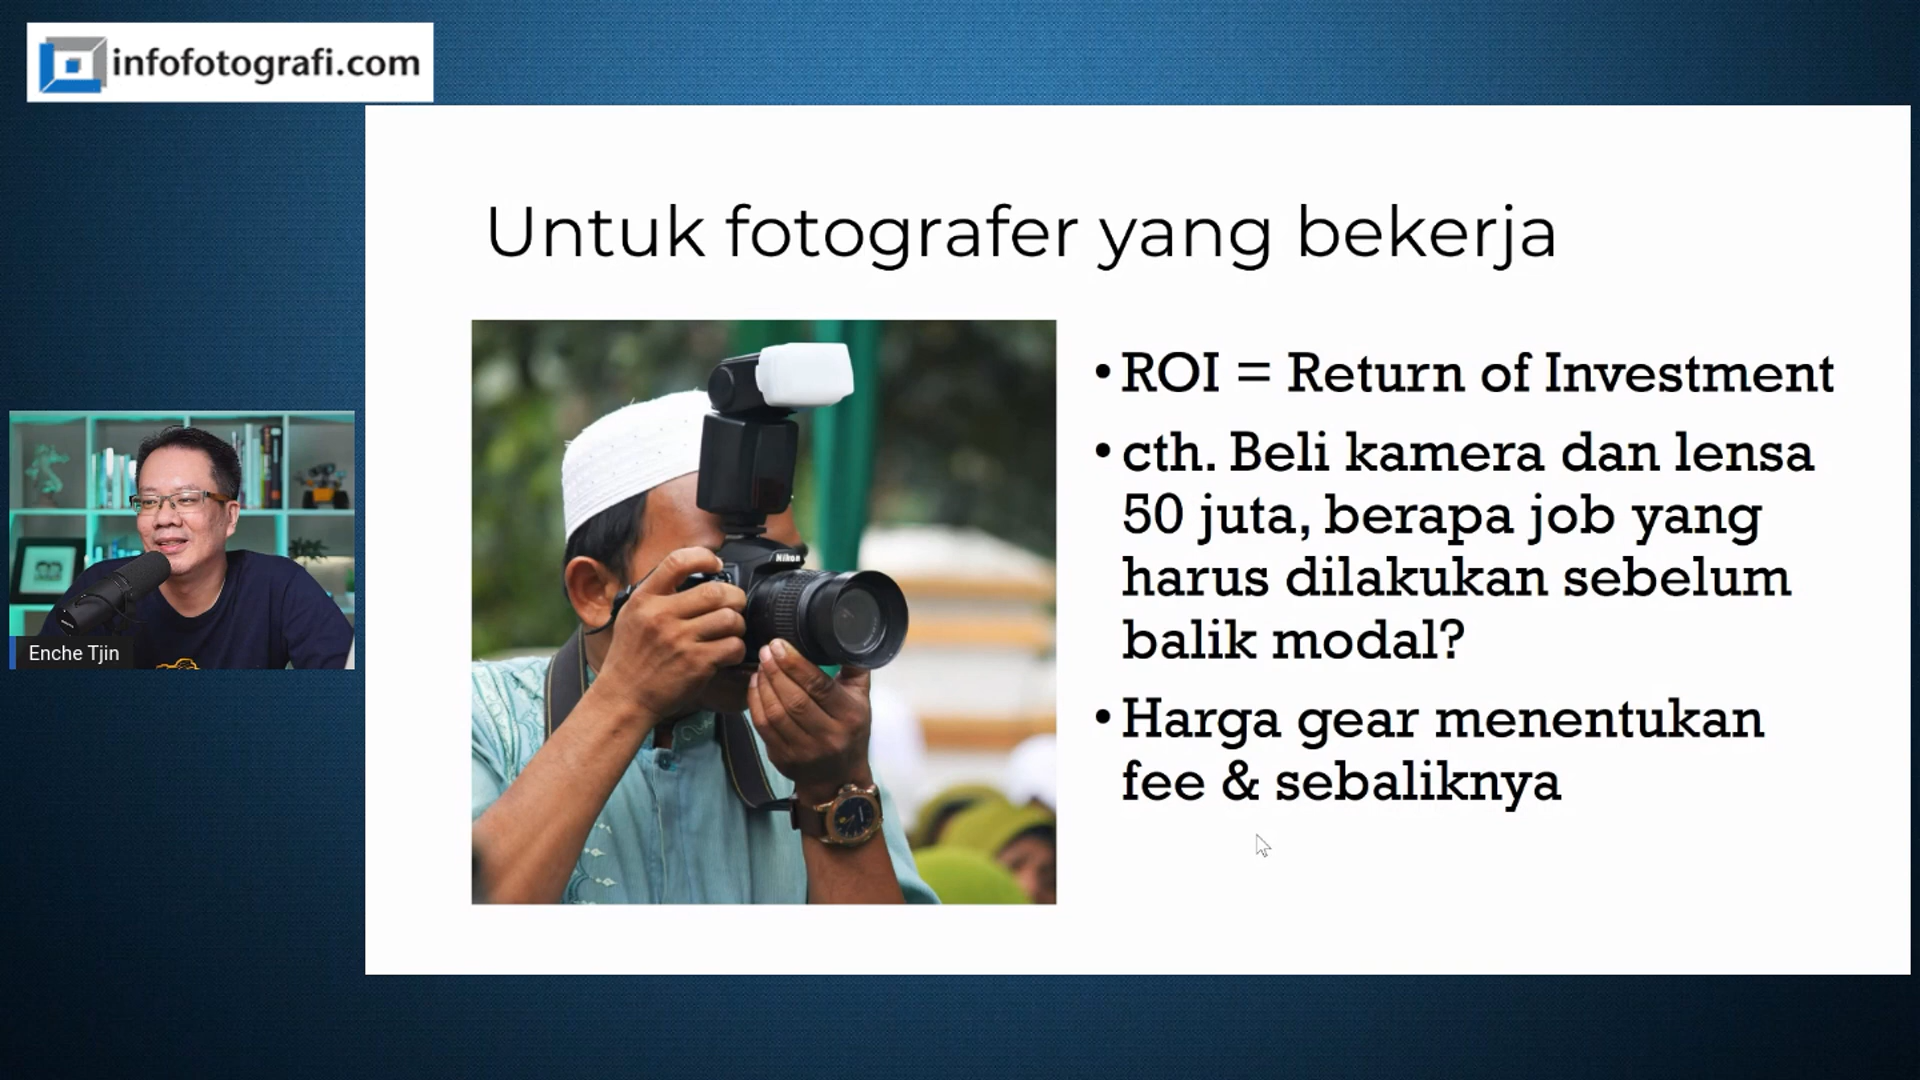 infofotografi.com
Untuk fotografer yang bekerja
• ROI = Return of Investment
• cth. Beli kamera dan lensa
50 juta, berapa job yang
harus dilakukan sebelum
balik modal?
• Harga gear menentukan
fee & sebaliknya
Nikon
Enche Tjin